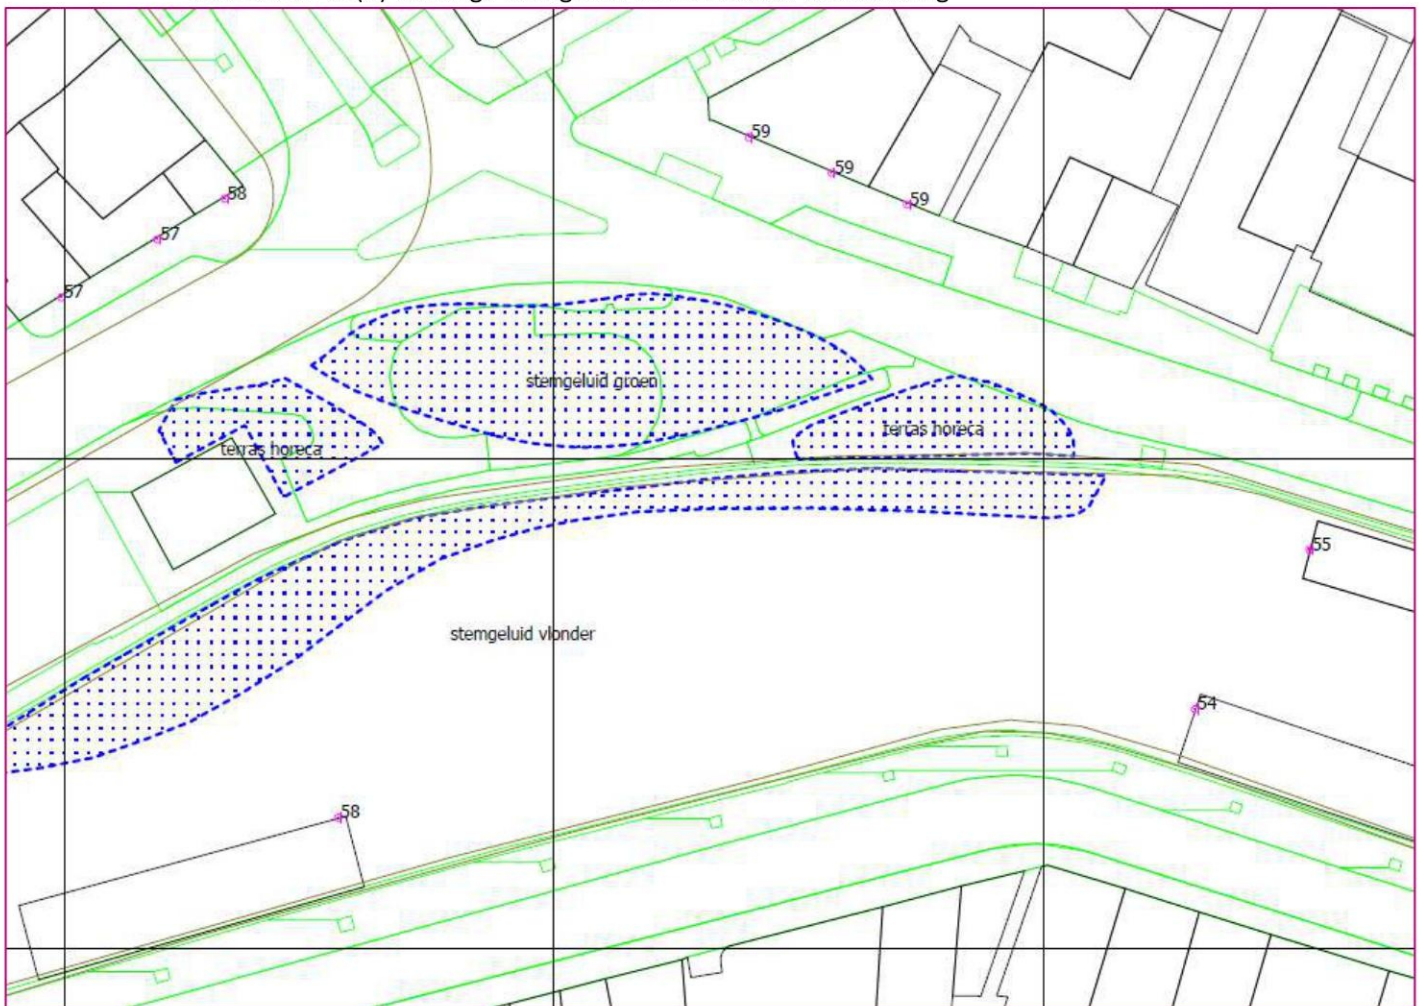 59
59
58
59
57
57
stemgeluid groen
terras horeca
terras horeca
55
stemgeluid vlonder
54
58